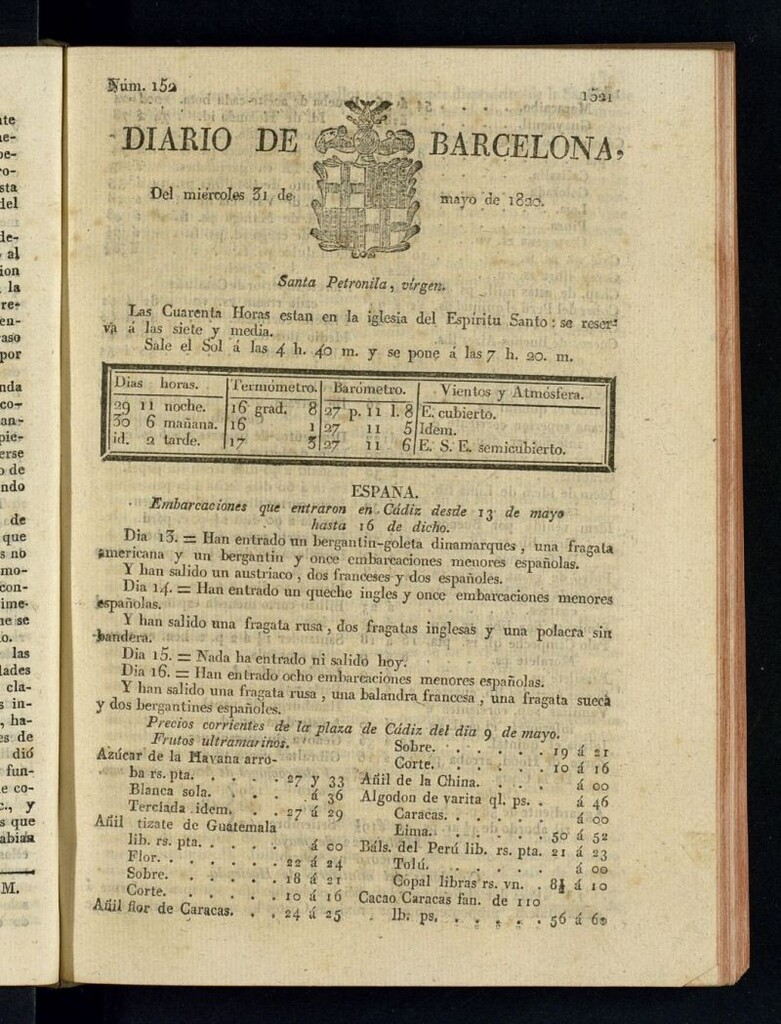 Núm. 152
1521
DIARIO DE BARCELONA,
Del miércoles 31 de mayo de 1820.
Santa Petronila, vírgen.
Las Cuarenta Horas estan en la iglesia del Espíritu Santo: se reser-
va á las siete y media.
Sale el Sol á las 4 h. 40 m. y se pone á las 7 h. 20. m.
Dias horas. Termómetro. Barómetro. Vientos y Atmósfera.
29 11 noche. 16 grad. 8 27 p. 11 l. 8 E. cubierto.
30 6 mañana. 16 1 27 11 5 Idem.
id. 2 tarde. 17 3 27 11 6 E. S. E. semicubierto.
ESPAÑA.
Embarcaciones que entraron en Cádiz desde 13 de mayo
hasta 16 de dicho.
Dia 13. = Han entrado un bergantin-goleta dinamarques, una fragata
americana y un bergantin y once embarcaciones menores españolas.
Y han salido un austriaco, dos franceses y dos españoles.
Dia 14. = Han entrado un queche ingles y once embarcaciones menores
españolas.
Y han salido una fragata rusa, dos fragatas inglesas y una polacra sin
bandera.
Dia 15. = Nada ha entrado ni salido hoy.
Dia 16. = Han entrado ocho embarcaciones menores españolas.
Y han salido una fragata rusa, una balandra francesa, una fragata sueca
y dos bergantines españoles.
Precios corrientes de la plaza de Cádiz del dia 9 de mayo.
Frutos ultramarinos.
Azúcar de la Havana arro-
ba rs. pta. . . . . 27 y 33
Blanca sola. . . . . á 36
Terciada idem. . . 27 á 29
Añil tizate de Guatemala
lib. rs. pta. . . . . á 00
Flor. . . . . . . 22 á 24
Sobre. . . . . . 18 á 21
Corte. . . . . . 10 á 16
Añil flor de Caracas. . . 24 á 25
Sobre. . . . . . 19 á 21
Corte. . . . . . 10 á 16
Añil de la China. . . . á 00
Algodon de varita ql. ps. . á 46
Caracas. . . . . . á 00
Lima. . . . . . 50 á 52
Báls. del Perú lib. rs. pta. 21 á 23
Tolú. . . . . . . á 00
Copal libras rs. vn. . 8½ á 10
Cacao Caracas fan. de 110
lb. ps. . . . . . 56 á 60